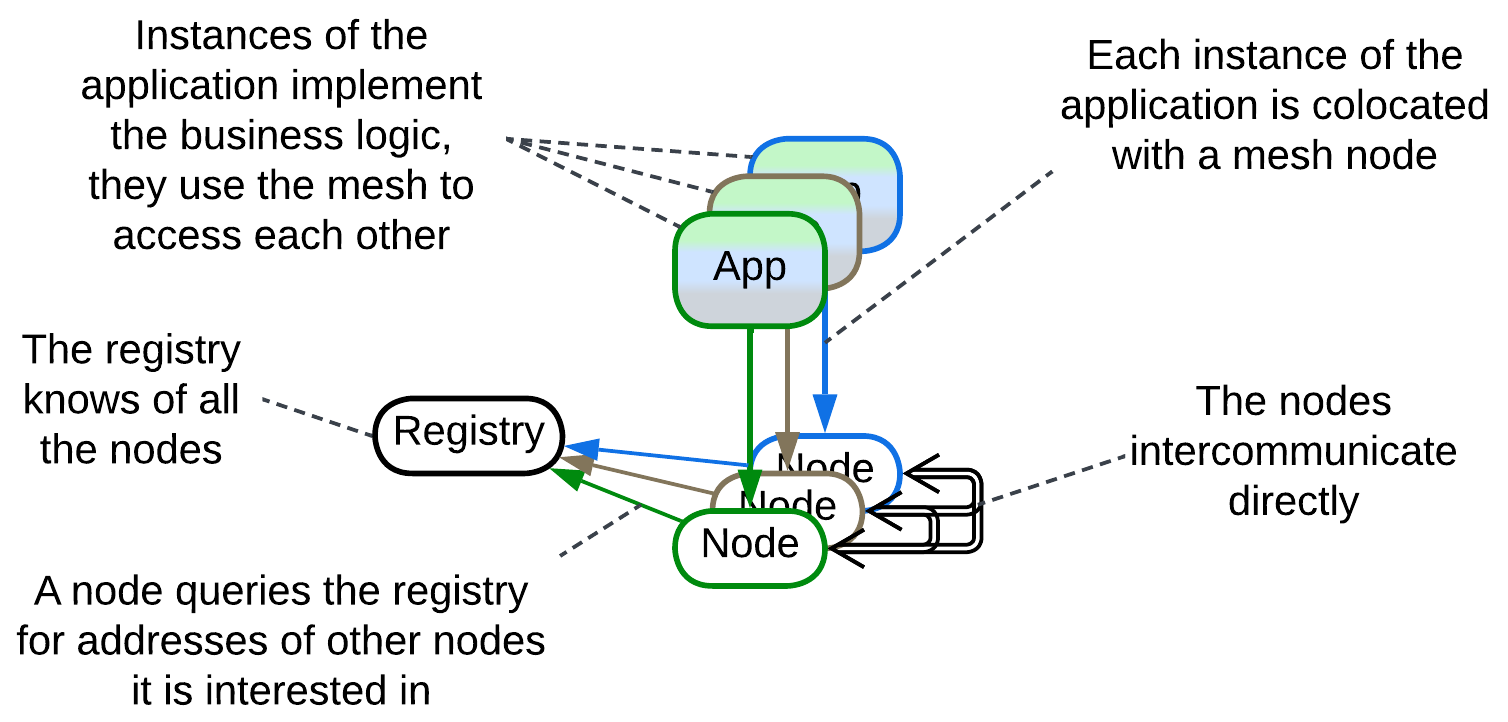 Instances of the
application implement
the business logic,
they use the mesh to
access each other
Each instance of the
application is colocated
with a mesh node
App
The registry
knows of all
the nodes
Registry
Node
Node
Node
The nodes
intercommunicate
directly
A node queries the registry
for addresses of other nodes
it is interested in